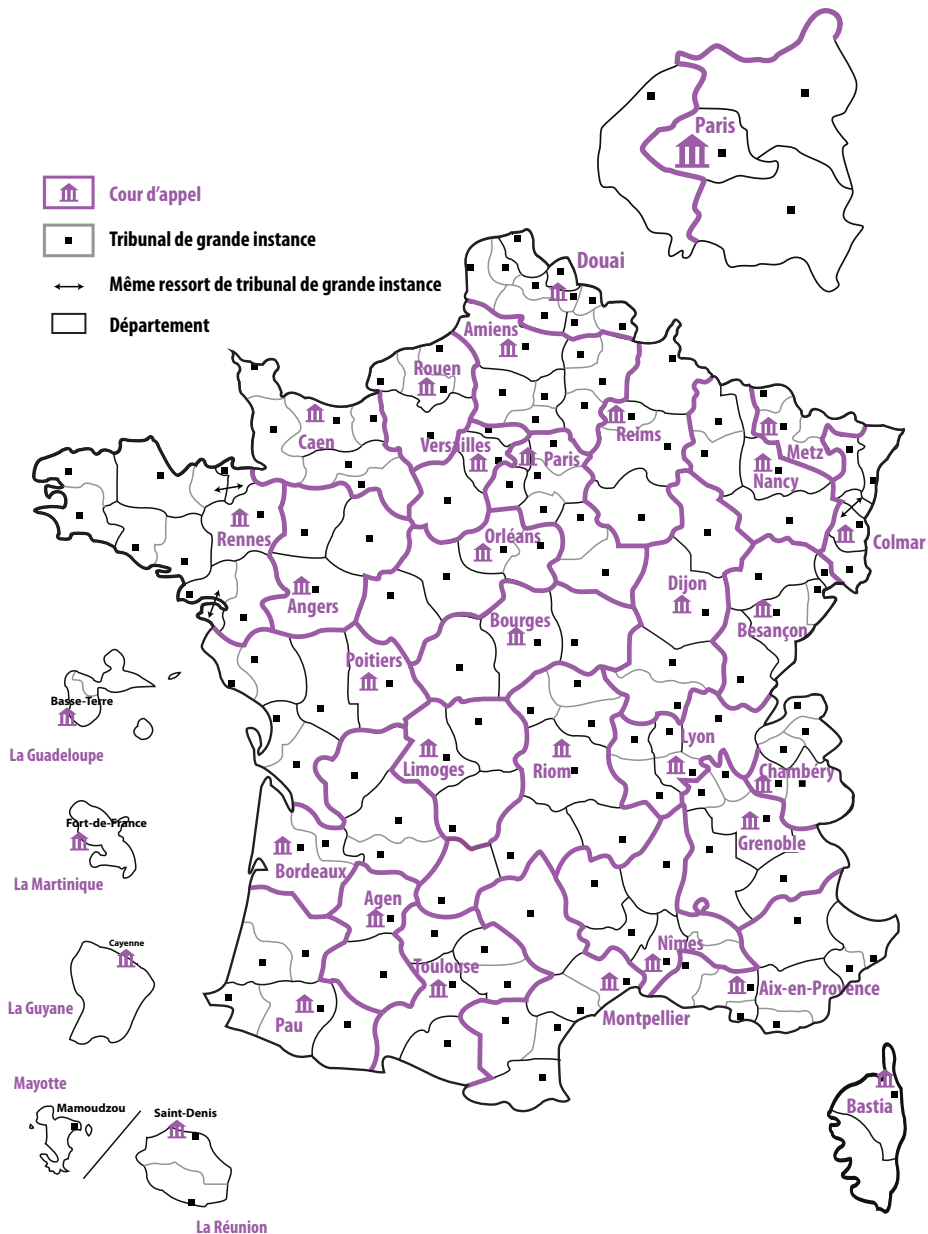 Paris
Cour d'appel
Tribunal de grande instance
Même ressort de tribunal de grande instance
Département
Douai
Amiens
Rouen
Caen
Versailles
Paris
Reims
Metz
Nancy
Rennes
Orléans
Colmar
Angers
Dijon
Bourges
Besançon
Poitiers
Basse-Terre
La Guadeloupe
Limoges
Riom
Lyon
Chambéry
Fort-de-France
La Martinique
Bordeaux
Grenoble
Agen
Cayenne
La Guyane
Toulouse
Nîmes
Aix-en-Provence
Pau
Montpellier
Mayotte
Mamoudzou
Saint-Denis
La Réunion
Bastia